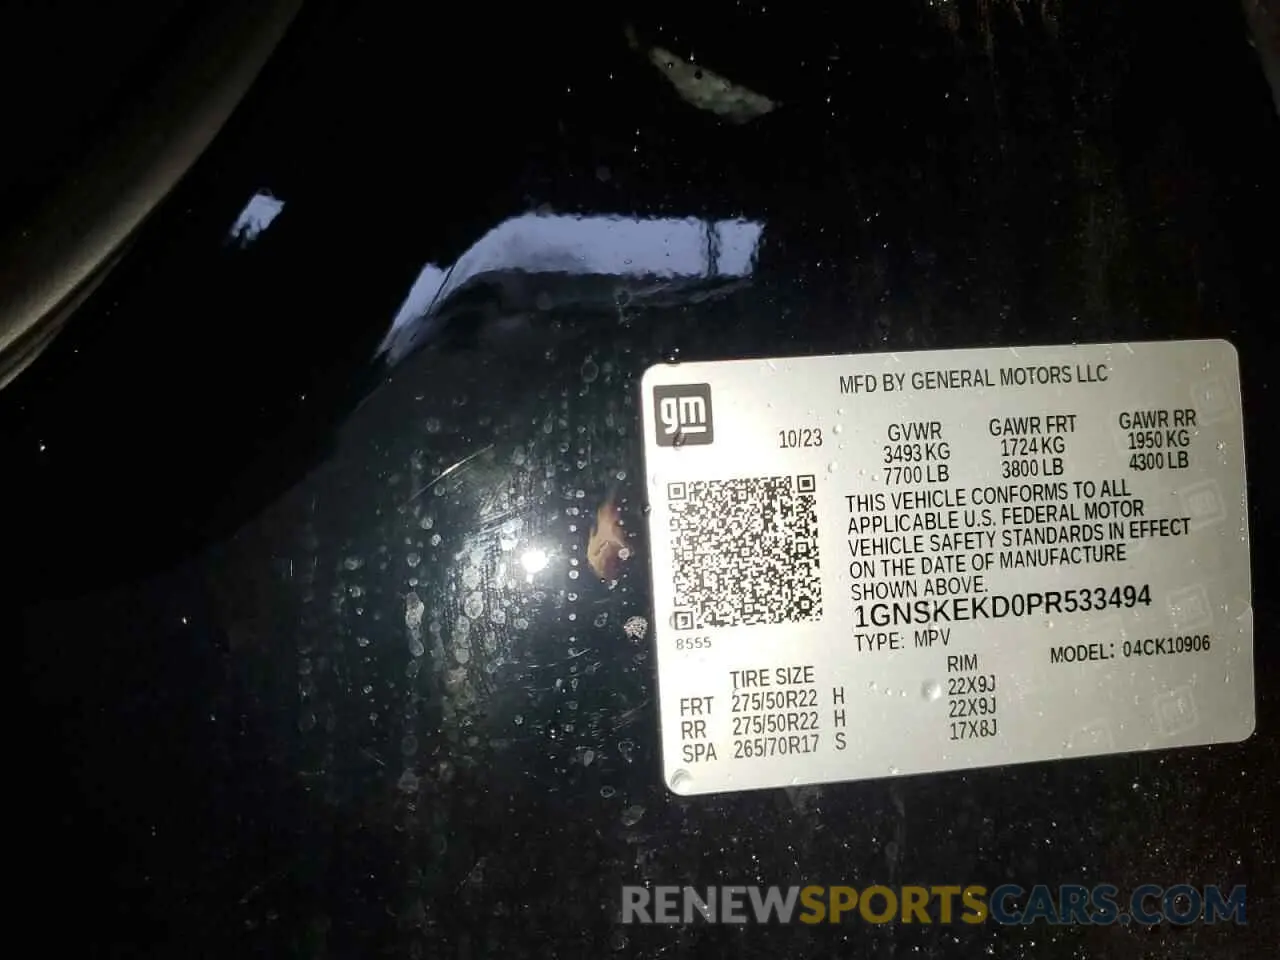 MFD BY GENERAL MOTORS LLC
gm
10/23
GVWR GAWR FRT GAWR RR
3493 KG 1724 KG 1950 KG
7700 LB 3800 LB 4300 LB
THIS VEHICLE CONFORMS TO ALL
APPLICABLE U.S. FEDERAL MOTOR
VEHICLE SAFETY STANDARDS IN EFFECT
ON THE DATE OF MANUFACTURE
SHOWN ABOVE.
1GNSKEKD0PR533494
8555
TYPE: MPV MODEL: 04CK10906
TIRE SIZE RIM
FRT 275/50R22 H 22X9J
RR 275/50R22 H 22X9J
SPA 265/70R17 S 17X8J
RENEWSPORTSCARS.COM